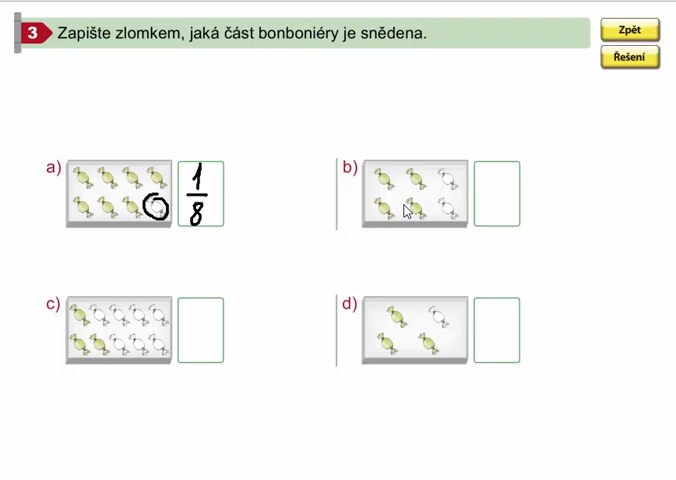 3 Zapište zlomkem, jaká část bonboniéry je snědena.
Zpět
Řešení
a)
1
8
b)
c)
d)